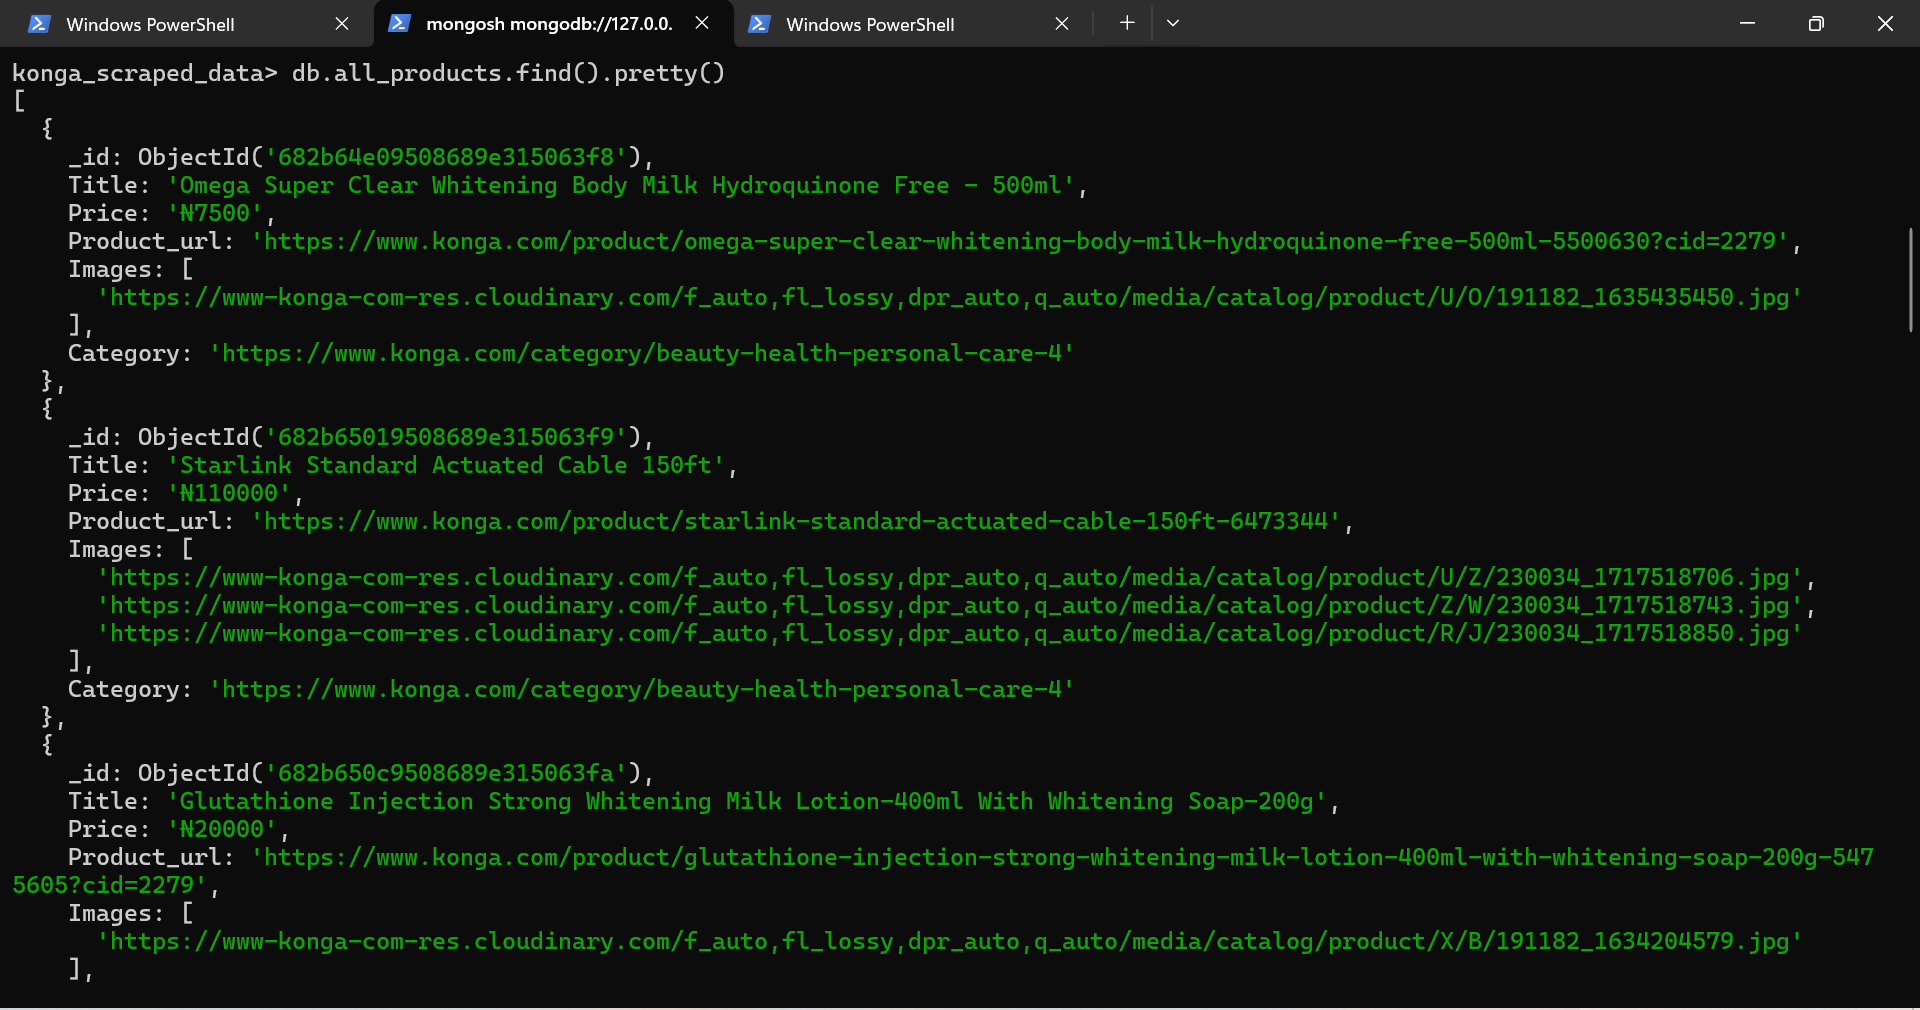 Windows PowerShell
mongosh mongodb://127.0.0.
Windows PowerShell
konga_scraped_data> db.all_products.find().pretty()
[
  {
    _id: ObjectId('682b64e09508689e315063f8'),
    Title: 'Omega Super Clear Whitening Body Milk Hydroquinone Free - 500ml',
    Price: '₦7500',
    Product_url: 'https://www.konga.com/product/omega-super-clear-whitening-body-milk-hydroquinone-free-500ml-5500630?cid=2279',
    Images: [
      'https://www-konga-com-res.cloudinary.com/f_auto,fl_lossy,dpr_auto,q_auto/media/catalog/product/U/O/191182_1635435450.jpg'
    ],
    Category: 'https://www.konga.com/category/beauty-health-personal-care-4'
  },
  {
    _id: ObjectId('682b65019508689e315063f9'),
    Title: 'Starlink Standard Actuated Cable 150ft',
    Price: '₦110000',
    Product_url: 'https://www.konga.com/product/starlink-standard-actuated-cable-150ft-6473344',
    Images: [
      'https://www-konga-com-res.cloudinary.com/f_auto,fl_lossy,dpr_auto,q_auto/media/catalog/product/U/Z/230034_1717518706.jpg',
      'https://www-konga-com-res.cloudinary.com/f_auto,fl_lossy,dpr_auto,q_auto/media/catalog/product/Z/W/230034_1717518743.jpg',
      'https://www-konga-com-res.cloudinary.com/f_auto,fl_lossy,dpr_auto,q_auto/media/catalog/product/R/J/230034_1717518850.jpg'
    ],
    Category: 'https://www.konga.com/category/beauty-health-personal-care-4'
  },
  {
    _id: ObjectId('682b650c9508689e315063fa'),
    Title: 'Glutathione Injection Strong Whitening Milk Lotion-400ml With Whitening Soap-200g',
    Price: '₦20000',
    Product_url: 'https://www.konga.com/product/glutathione-injection-strong-whitening-milk-lotion-400ml-with-whitening-soap-200g-547
5605?cid=2279',
    Images: [
      'https://www-konga-com-res.cloudinary.com/f_auto,fl_lossy,dpr_auto,q_auto/media/catalog/product/X/B/191182_1634204579.jpg'
    ],